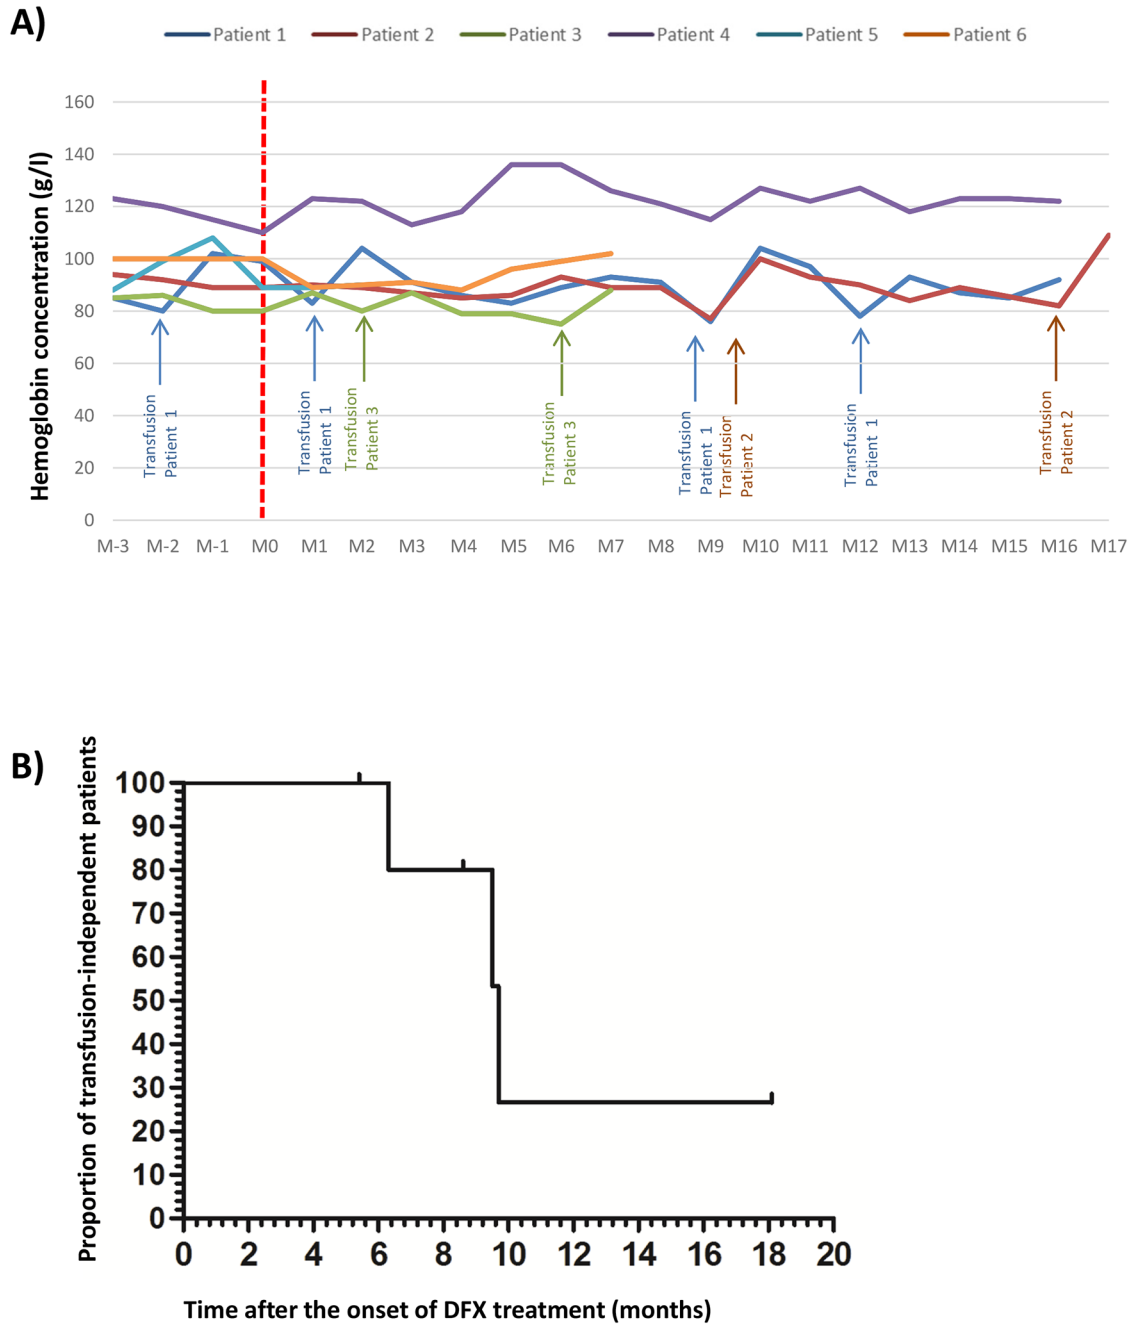 A)
Patient 1 Patient 2 Patient 3 Patient 4 Patient 5 Patient 6
Hemoglobin concentration (g/l)
160
140
120
100
80
60
40
20
0
Transfusion
Patient 1
Transfusion
Patient 1
Transfusion
Patient 3
Transfusion
Patient 3
Transfusion
Patient 1
Transfusion
Patient 2
Transfusion
Patient 1
Transfusion
Patient 2
M-3 M-2 M-1 M0 M1 M2 M3 M4 M5 M6 M7 M8 M9 M10 M11 M12 M13 M14 M15 M16 M17
B)
Proportion of transfusion-independent patients
100
90
80
70
60
50
40
30
20
10
0
0 2 4 6 8 10 12 14 16 18 20
Time after the onset of DFX treatment (months)